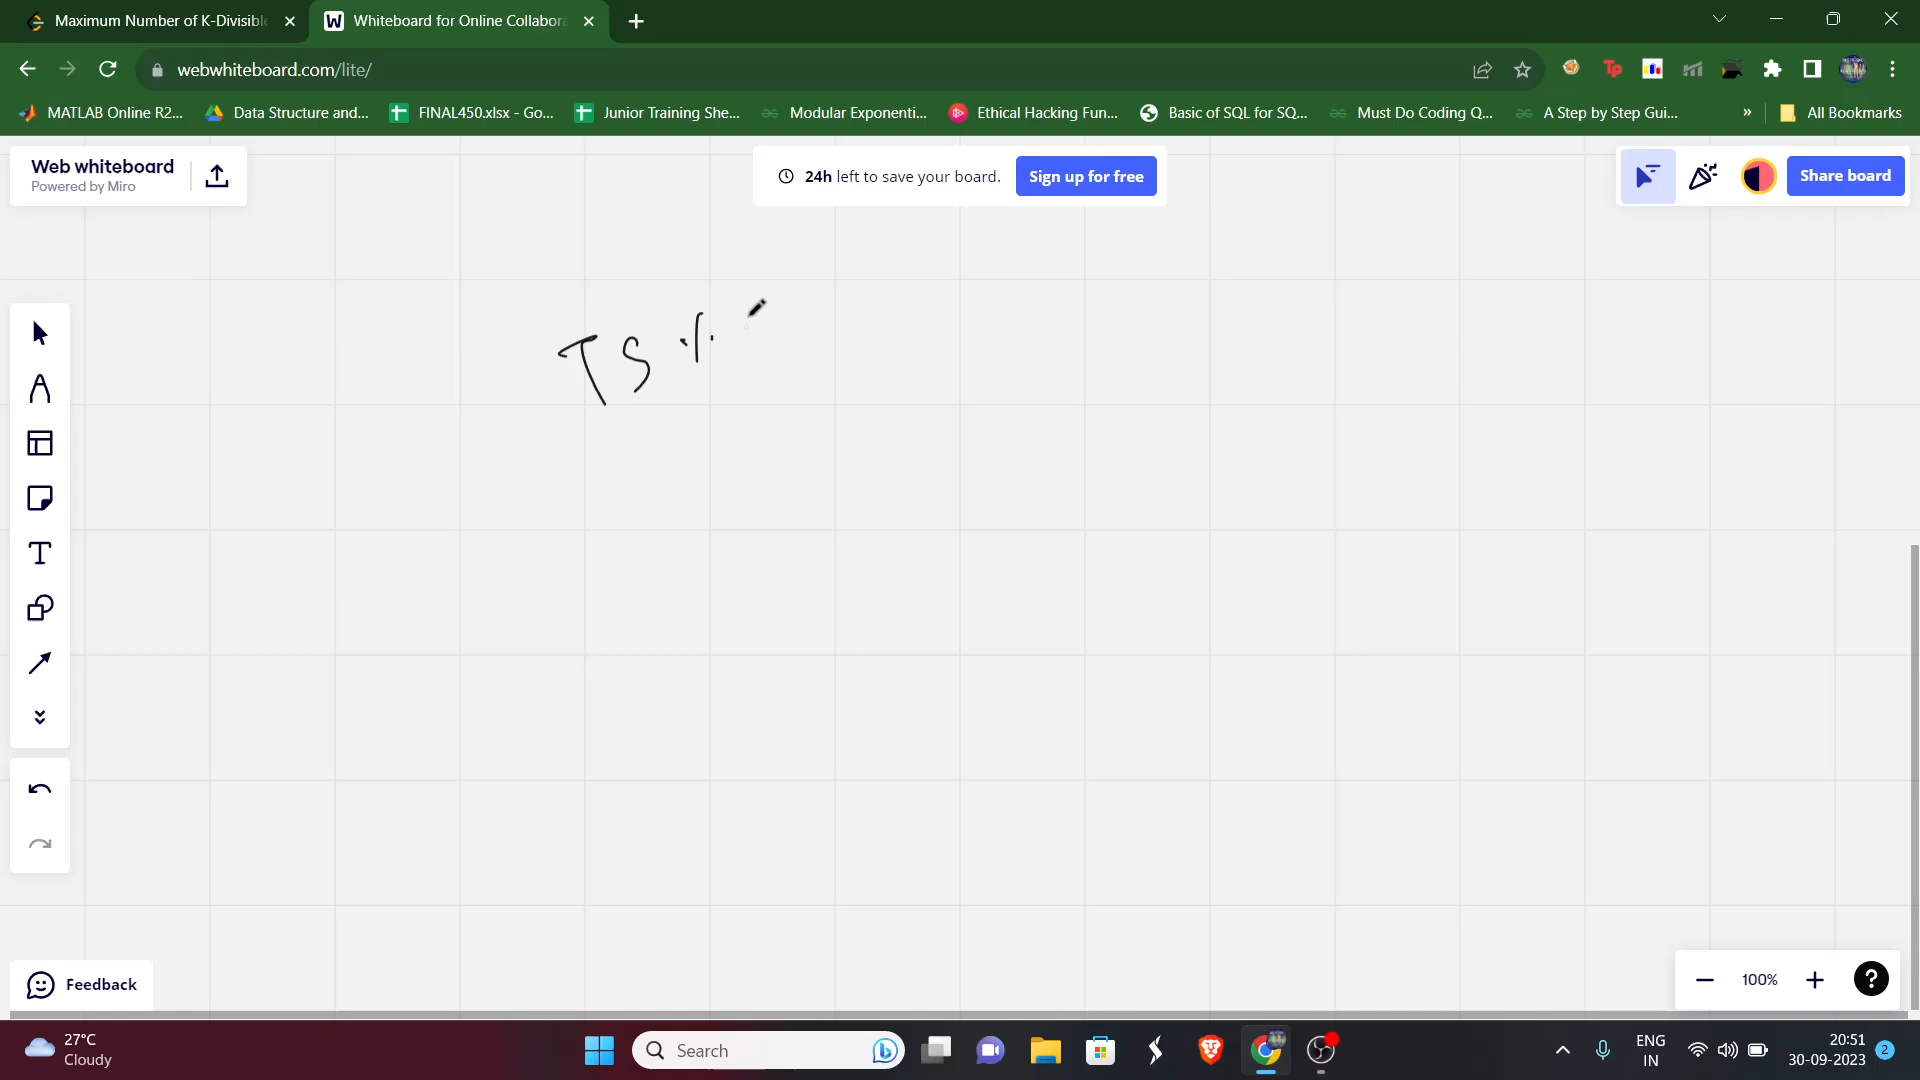 Maximum Number of K-Divisible
Whiteboard for Online Collabora
webwhiteboard.com/lite/
MATLAB Online R2...
Data Structure and...
FINAL450.xlsx - Go...
Junior Training She...
Modular Exponenti...
Ethical Hacking Fun...
Basic of SQL for SQ...
Must Do Coding Q...
A Step by Step Gui...
»
All Bookmarks
Web whiteboard
Powered by Miro
24h left to save your board.
Sign up for free
Share board
TS %
Feedback
100%
27°C
Cloudy
Search
ENG
IN
20:51
30-09-2023
2